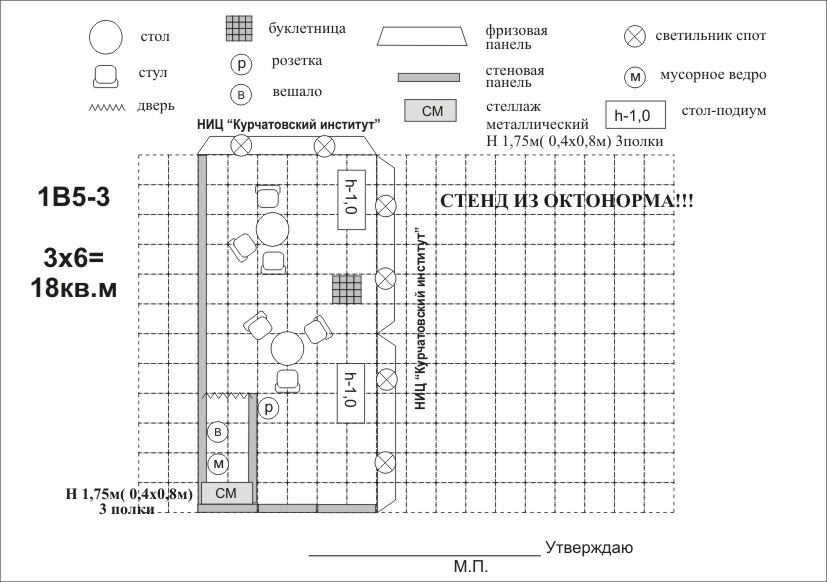 стол
стул
дверь
буклетница
розетка
р
вешало
в
фризовая
панель
стеновая
панель
СМ
стеллаж
металлический
Н 1,75м( 0,4х0,8м) 3полки
светильник спот
м
мусорное ведро
h-1,0
стол-подиум
НИЦ “Курчатовский институт”
1В5-3
3х6=
18кв.м
СТЕНД ИЗ ОКТОНОРМА!!!
h-1,0
НИЦ “Курчатовский институт”
h-1,0
р
в
м
СМ
Н 1,75м( 0,4х0,8м)
3 полки
Утверждаю
М.П.